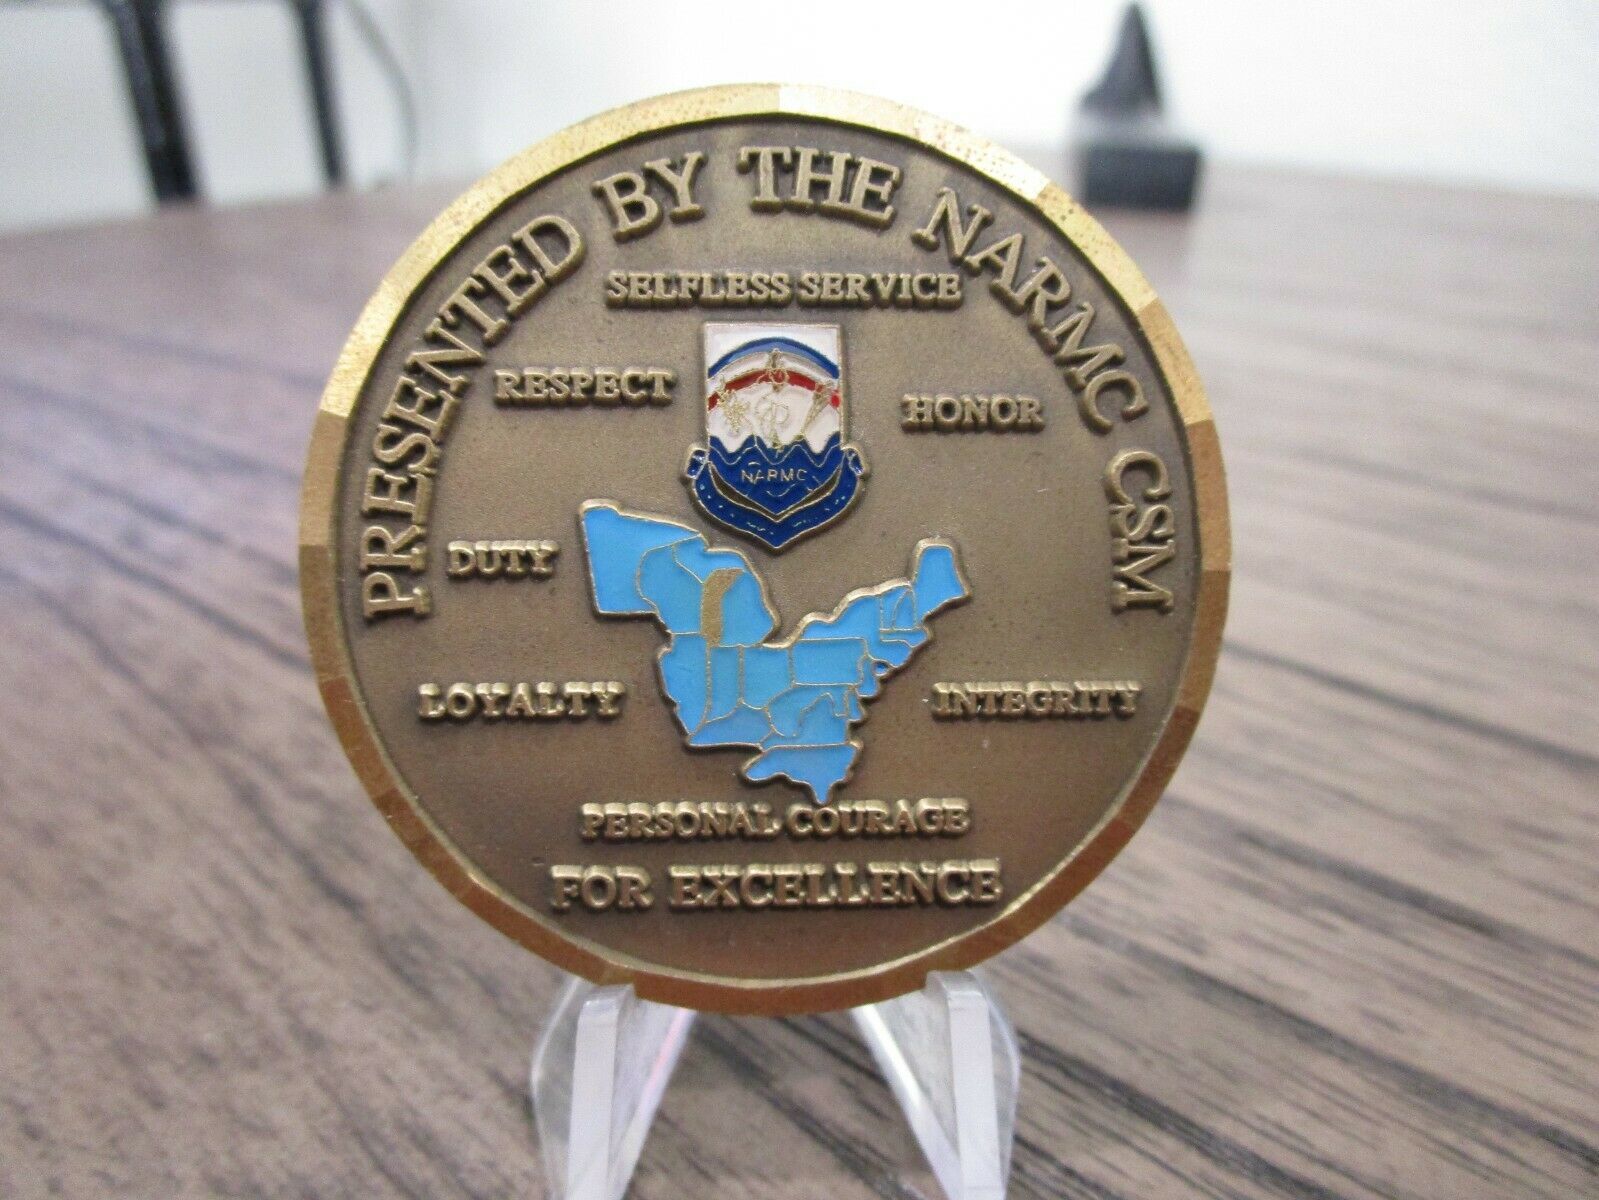 PRESENTED BY THE NARMC CSM
SELFLESS SERVICE
RESPECT
HONOR
NARMC
DUTY
LOYALTY
INTEGRITY
PERSONAL COURAGE
FOR EXCELLENCE